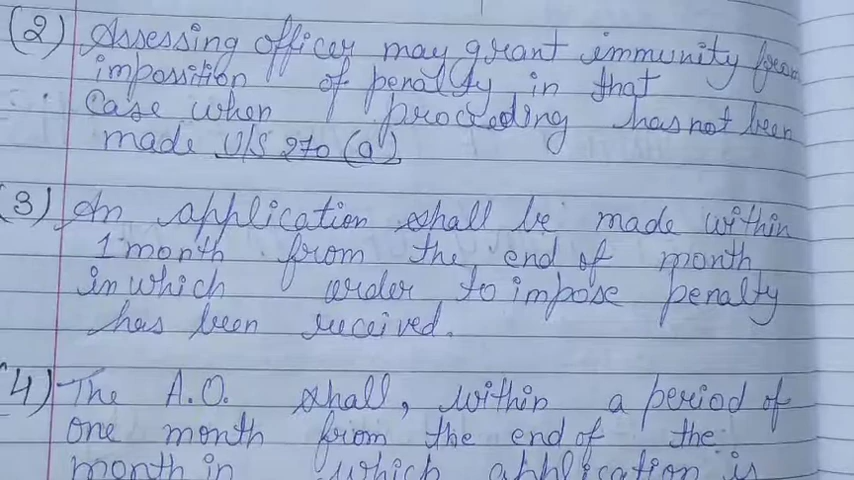 (2) Assessing officer may grant immunity from
imposition of penalty in that
Case when proceeding has not been
made U/S 270 (a)
(3) An application shall be made within
1 month from the end of month
in which order to impose penalty
has been received.
(4) The A.O. shall, within a period of
one month from the end of the
month in which application is